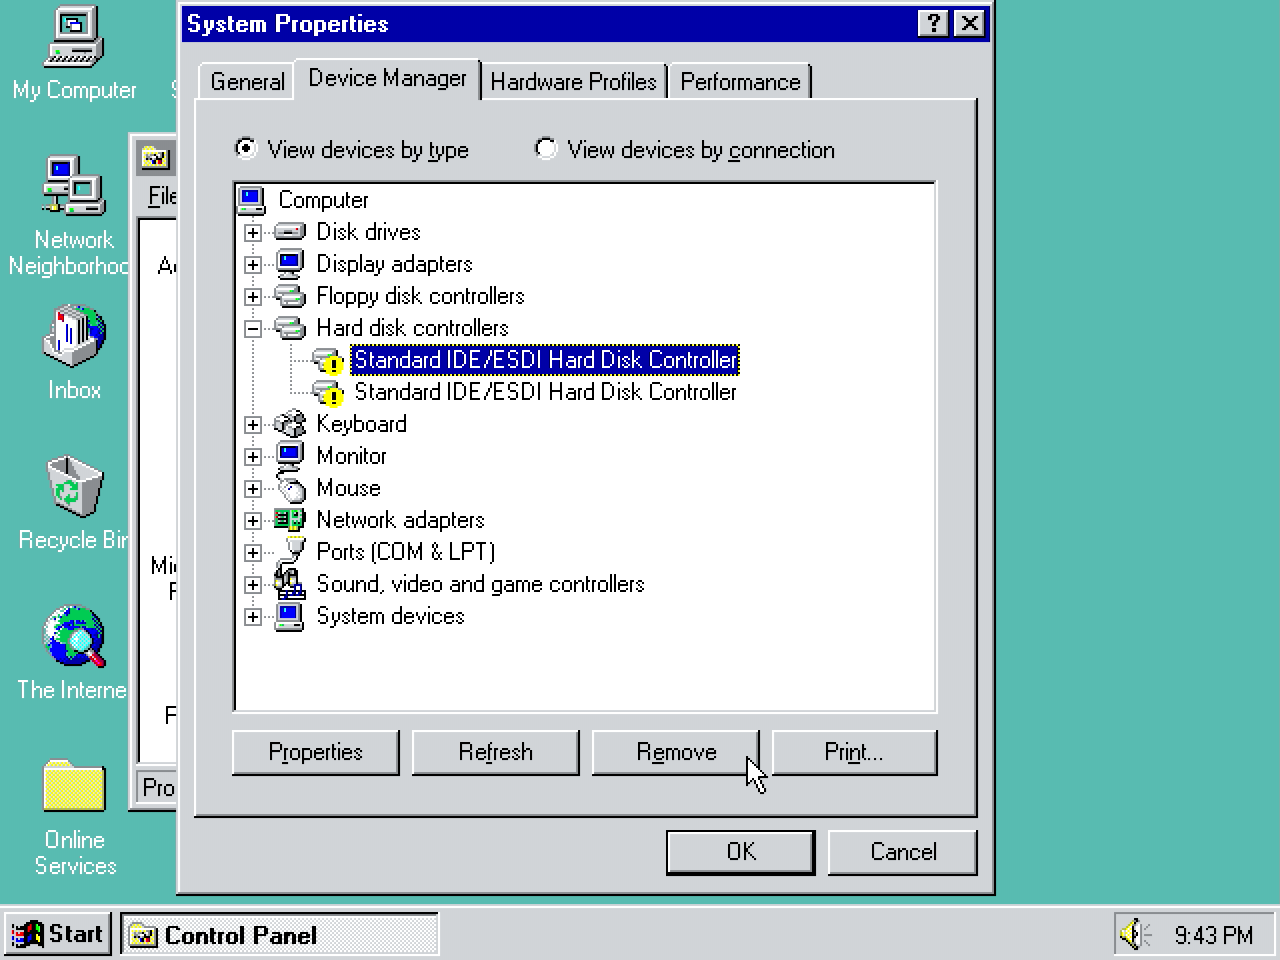 System Properties
General
Device Manager
Hardware Profiles
Performance
View devices by type
View devices by connection
Computer
Disk drives
Display adapters
Floppy disk controllers
Hard disk controllers
Standard IDE/ESDI Hard Disk Controller
Standard IDE/ESDI Hard Disk Controller
Keyboard
Monitor
Mouse
Network adapters
Ports (COM & LPT)
Sound, video and game controllers
System devices
Properties
Refresh
Remove
Print...
OK
Cancel
My Computer
Network
Neighborhoo
Inbox
Recycle Bin
The Interne
Online
Services
File
Start
Control Panel
9:43 PM